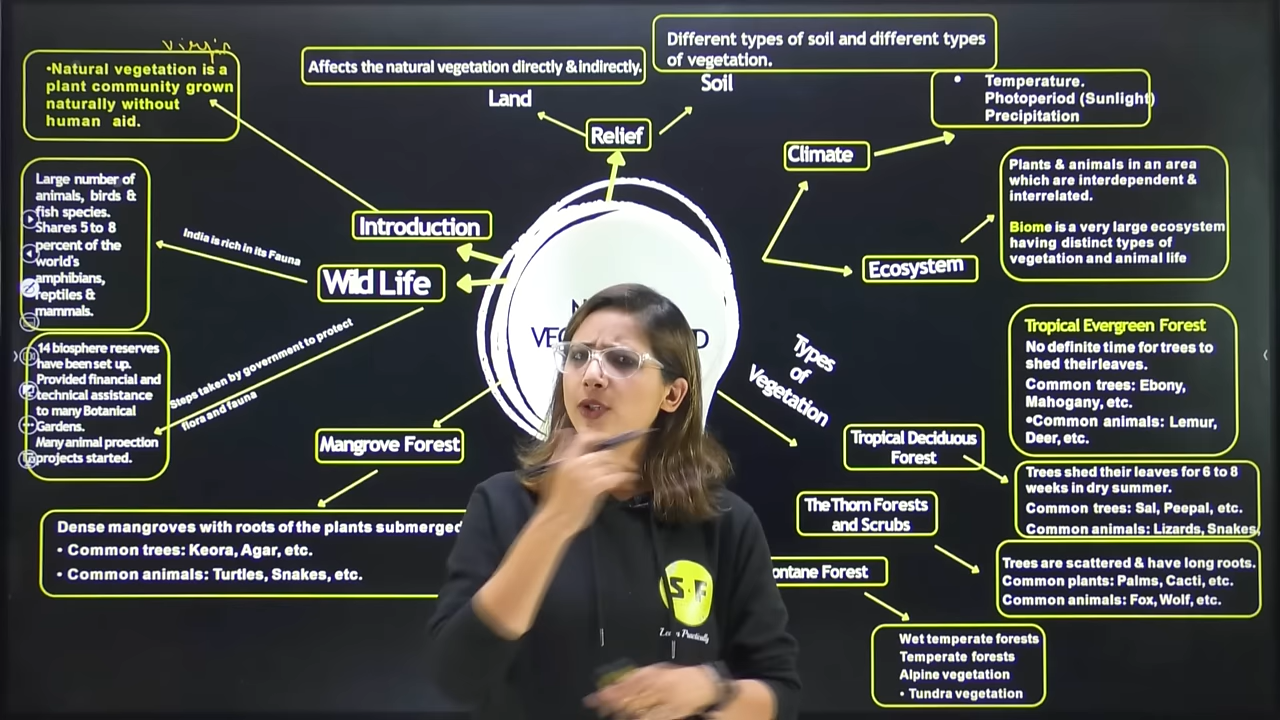 virgin
•Natural vegetation is a
plant community grown
naturally without
human aid.
Affects the natural vegetation directly & indirectly.
Different types of soil and different types
of vegetation.
Land
Soil
Relief
• Temperature.
Photoperiod (Sunlight)
Precipitation
Climate
Plants & animals in an area
which are interdependent &
interrelated.
Biome is a very large ecosystem
having distinct types of
vegetation and animal life
Ecosystem
Introduction
Wild Life
India is rich in its Fauna
Large number of
animals, birds &
fish species.
Shares 5 to 8
percent of the
world's
amphibians,
reptiles &
mammals.
14 biosphere reserves
have been set up.
Provided financial and
technical assistance
to many Botanical
Gardens.
Many animal proection
projects started.
Steps taken by government to protect
flora and fauna
Types
of
Vegetation
Tropical Evergreen Forest
No definite time for trees to
shed theirleaves.
Common trees: Ebony,
Mahogany, etc.
•Common animals: Lemur,
Deer, etc.
Mangrove Forest
Tropical Deciduous
Forest
Trees shed their leaves for 6 to 8
weeks in dry summer.
Common trees: Sal, Peepal, etc.
Common animals: Lizards, Snakes,
The Thorn Forests
and Scrubs
Trees are scattered & have long roots.
Common plants: Palms, Cacti, etc.
Common animals: Fox, Wolf, etc.
Dense mangroves with roots of the plants submerged
• Common trees: Keora, Agar, etc.
• Common animals: Turtles, Snakes, etc.
ontane Forest
Wet temperate forests
Temperate forests
Alpine vegetation
• Tundra vegetation
S.F
Practically